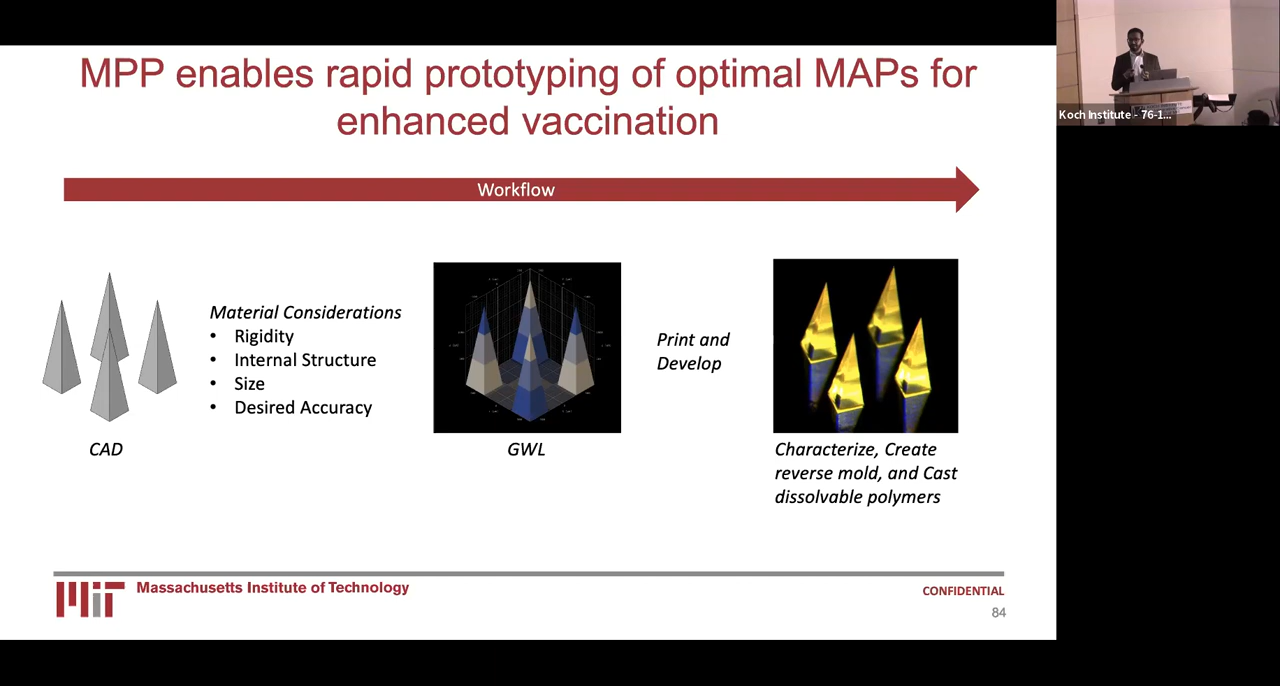 MPP enables rapid prototyping of optimal MAPs for
enhanced vaccination
Koch Institute - 76-1...
Workflow
Material Considerations
• Rigidity
• Internal Structure
• Size
• Desired Accuracy
Print and
Develop
CAD
GWL
Characterize, Create
reverse mold, and Cast
dissolvable polymers
MIT
Massachusetts Institute of Technology
CONFIDENTIAL
84